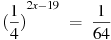 (1/4)^{2x-19} = 1/64